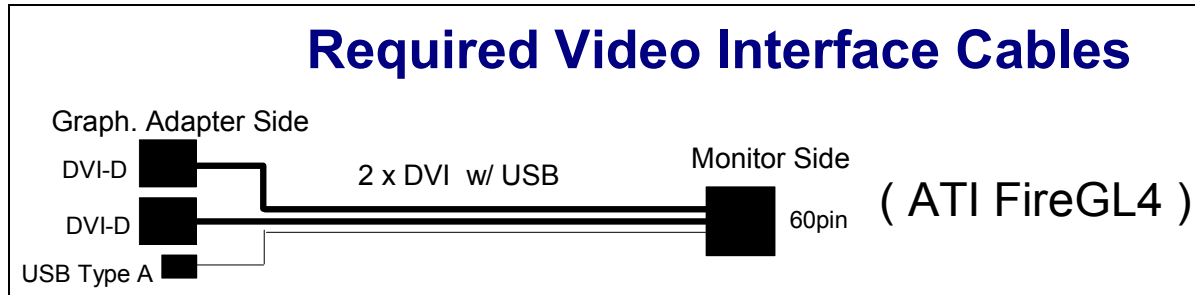 Required Video Interface Cables
Graph. Adapter Side
DVI-D
2 x DVI w/ USB
Monitor Side
DVI-D
60pin
( ATI FireGL4 )
USB Type A